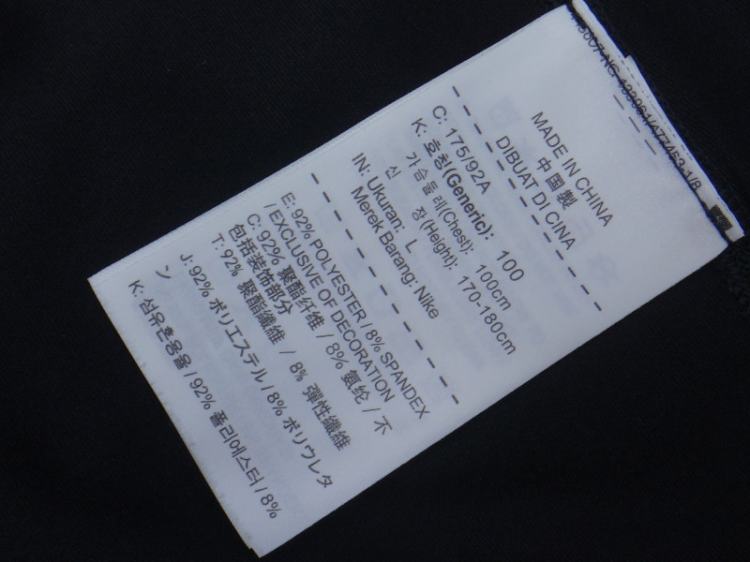 MADE IN CHINA
中国製
DIBUAT DI CINA
C: 175/92A
K: 호칭(Generic): 100
가슴둘레(Chest): 100cm
신 장(Height): 170-180cm
IN: Ukuran: L
Merek Barang: Nike
E: 92% POLYESTER / 8% SPANDEX
/ EXCLUSIVE OF DECORATION
C: 92% 聚酯纤维 / 8% 氨纶 / 不
包括装饰部分
T: 92% 聚酯纖維 / 8% 彈性纖維
J: 92% ポリエステル / 8% ポリウレタ
ン
K: 섬유혼용율 / 92% 폴리에스터 / 8%